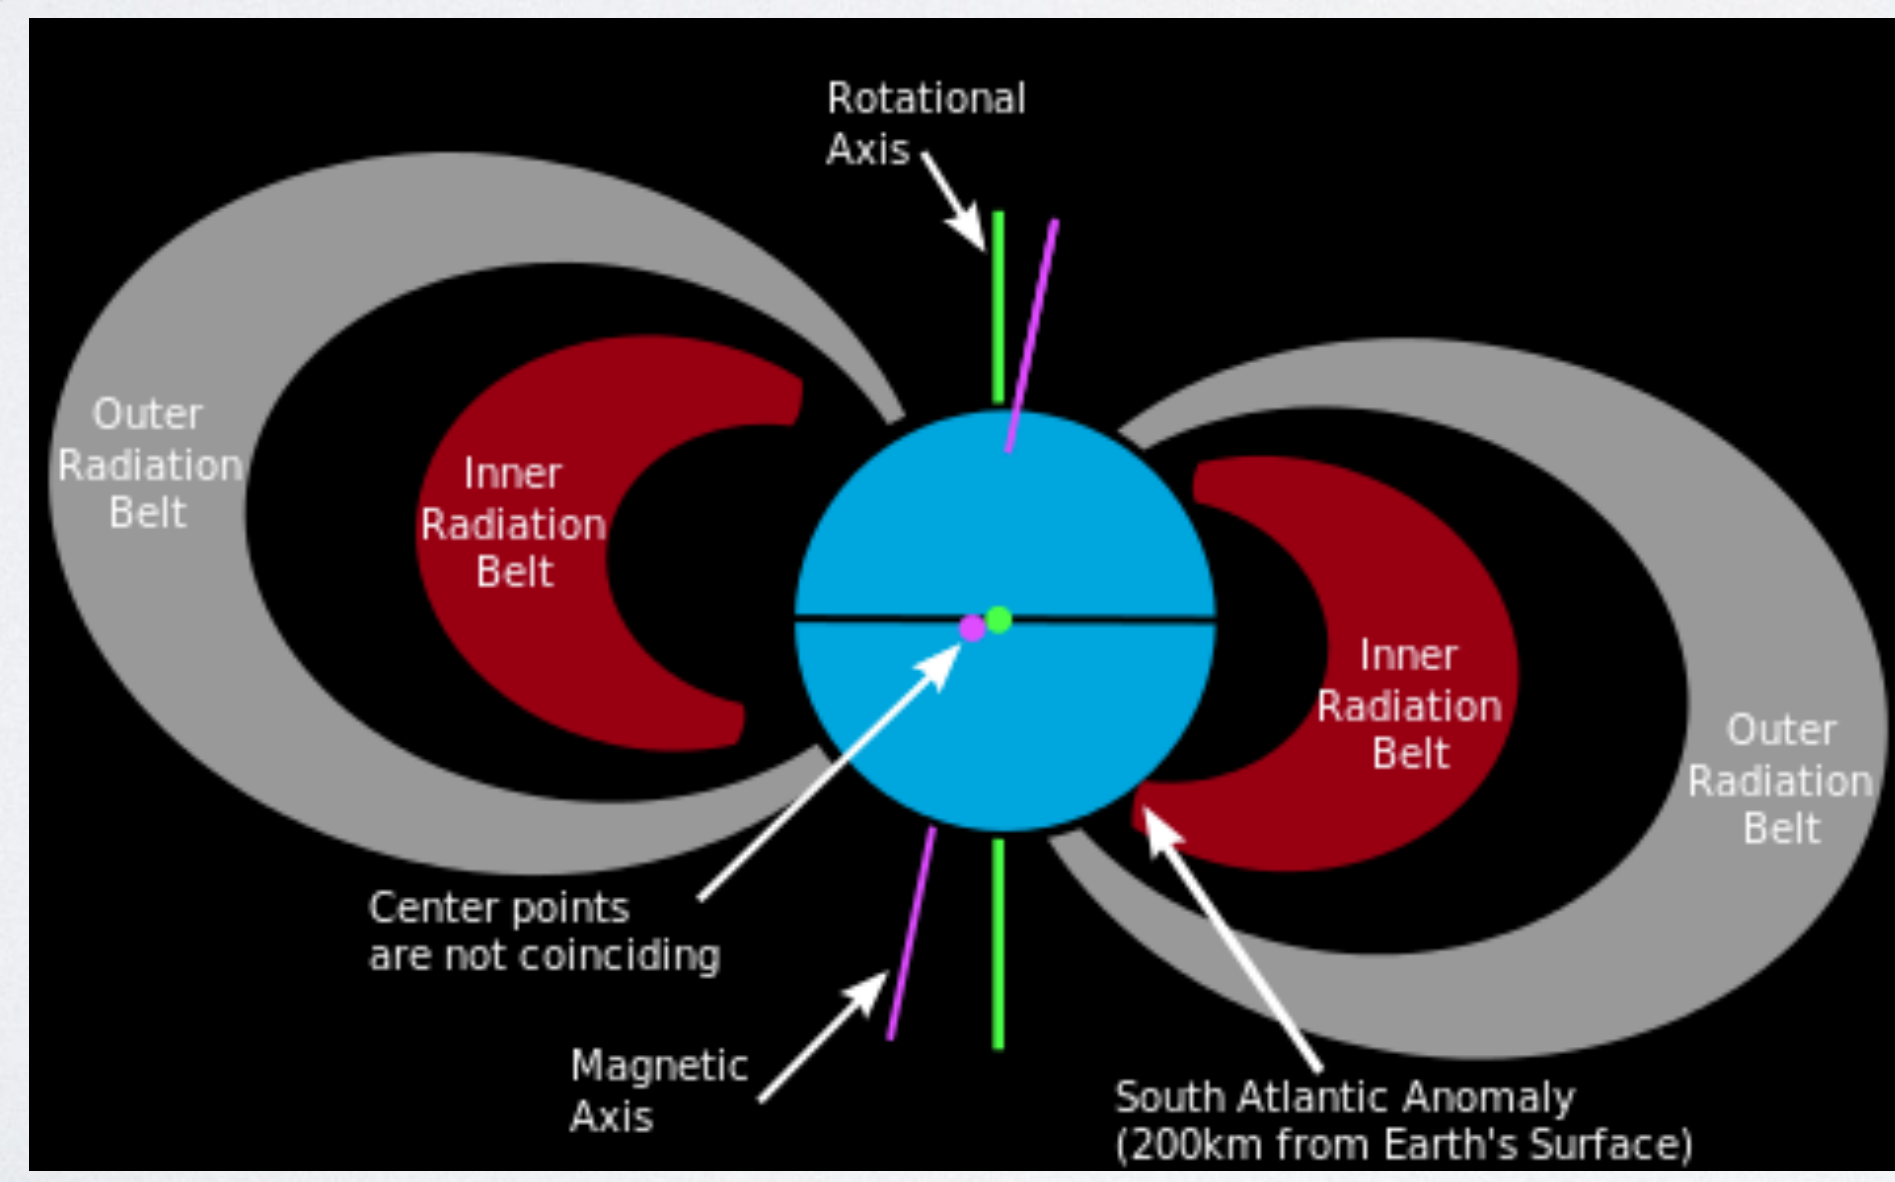 Rotational
Axis
Outer
Radiation
Belt
Inner
Radiation
Belt
Inner
Radiation
Belt
Outer
Radiation
Belt
Center points
are not coinciding
Magnetic
Axis
South Atlantic Anomaly
(200km from Earth's Surface)